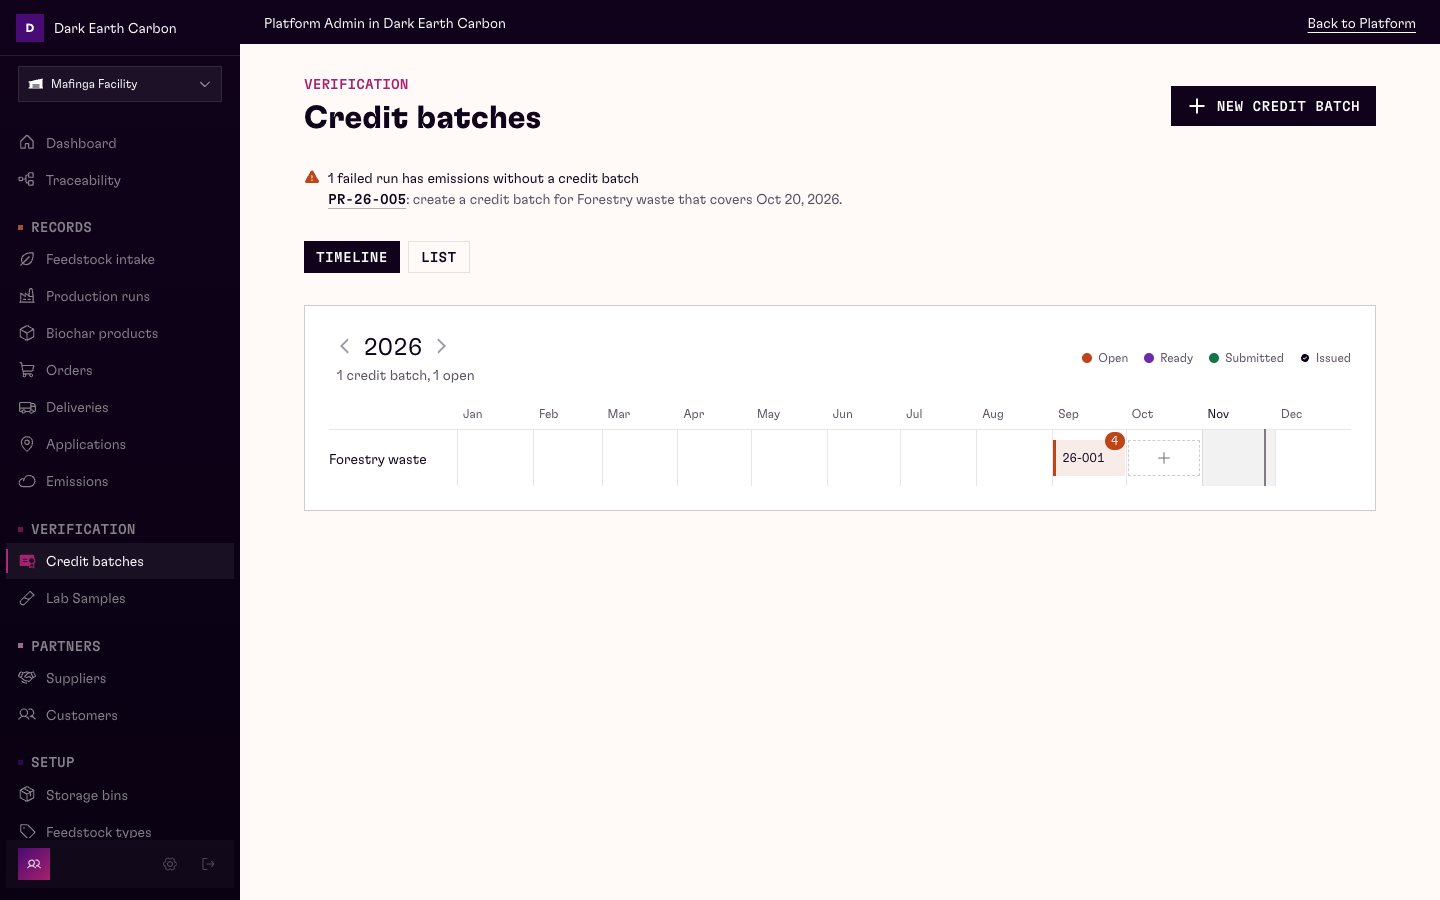 D
Dark Earth Carbon
Platform Admin in Dark Earth Carbon
Back to Platform
Mafinga Facility
Dashboard
Traceability
RECORDS
Feedstock intake
Production runs
Biochar products
Orders
Deliveries
Applications
Emissions
VERIFICATION
Credit batches
Lab Samples
PARTNERS
Suppliers
Customers
SETUP
Storage bins
Feedstock types
VERIFICATION
Credit batches
NEW CREDIT BATCH
1 failed run has emissions without a credit batch
PR-26-005: create a credit batch for Forestry waste that covers Oct 20, 2026.
TIMELINE
LIST
2026
1 credit batch, 1 open
Open Ready Submitted Issued
Jan Feb Mar Apr May Jun Jul Aug Sep Oct Nov Dec
Forestry waste
26-001
4